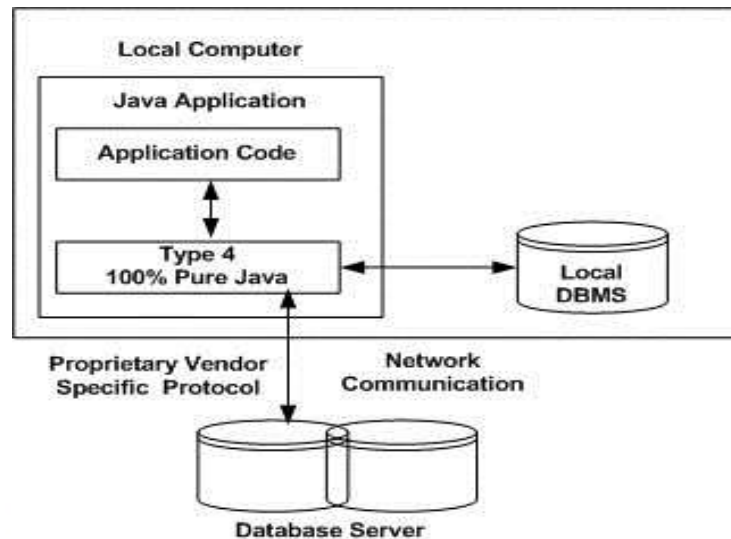 Local Computer
Java Application
Application Code
Type 4
100% Pure Java
Local
DBMS
Proprietary Vendor
Specific Protocol
Network
Communication
Database Server